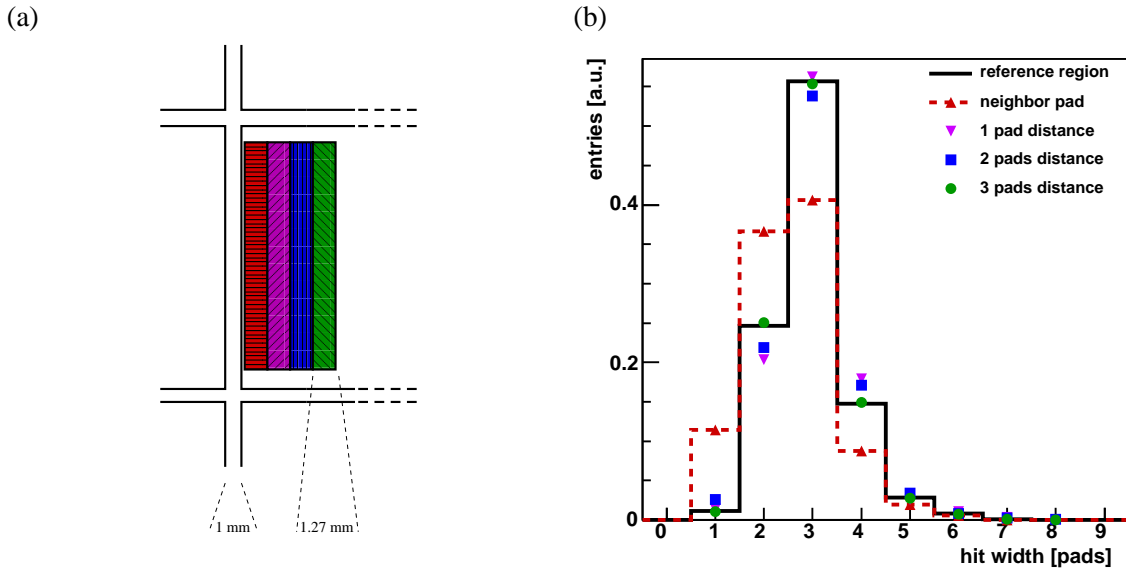 (a)
1 mm
1.27 mm
(b)
entries [a.u.]
0.4
0.2
0
reference region
neighbor pad
1 pad distance
2 pads distance
3 pads distance
0 1 2 3 4 5 6 7 8 9
hit width [pads]